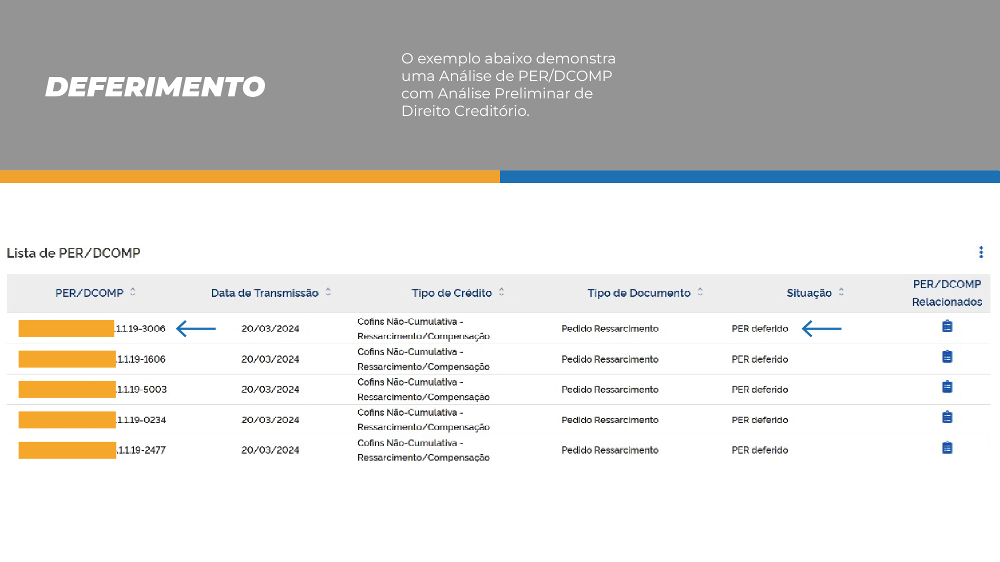 DEFERIMENTO
O exemplo abaixo demonstra
uma Análise de PER/DCOMP
com Análise Preliminar de
Direito Creditório.
Lista de PER/DCOMP
PER/DCOMP Data de Transmissão Tipo de Crédito Tipo de Documento Situação PER/DCOMP Relacionados
.1.1.19-3006 20/03/2024 Cofins Não-Cumulativa - Ressarcimento/Compensação Pedido Ressarcimento PER deferido
.1.1.19-1606 20/03/2024 Cofins Não-Cumulativa - Ressarcimento/Compensação Pedido Ressarcimento PER deferido
.1.1.19-5003 20/03/2024 Cofins Não-Cumulativa - Ressarcimento/Compensação Pedido Ressarcimento PER deferido
.1.1.19-0234 20/03/2024 Cofins Não-Cumulativa - Ressarcimento/Compensação Pedido Ressarcimento PER deferido
.1.1.19-2477 20/03/2024 Cofins Não-Cumulativa - Ressarcimento/Compensação Pedido Ressarcimento PER deferido